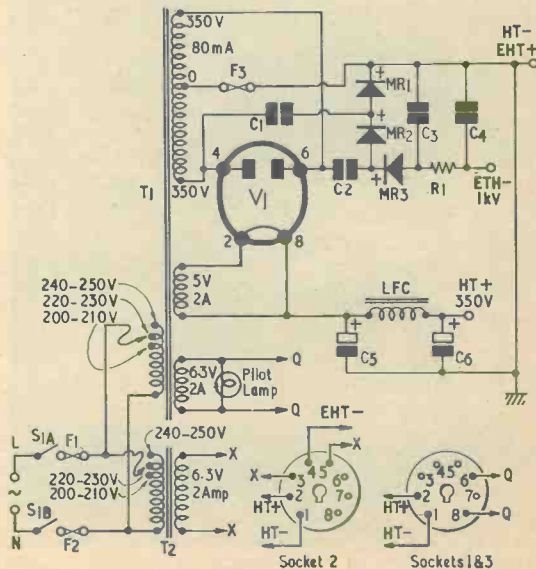 350V
80mA
0
F3
HT-
EHT+
+
MR1
C1
+
MR2
C3
C4
350V
4
6
C2
+
MR3
R1
ETH-
1kV
T1
V1
2
8
5V
2A
LFC
HT+
350V
+
C5
+
C6
240-250V
220-230V
200-210V
6·3V
2A
Pilot
Lamp
Q
Q
L
S1A
F1
240-250V
220-230V
200-210V
N
S1B
F2
T2
6·3V
2Amp
X
X
EHT-
X
X
3
4
5
6
2
7
1
8
HT+
HT-
Socket 2
3
4
5
6
2
7
1
8
Q
Q
HT+
HT-
Sockets 1&3